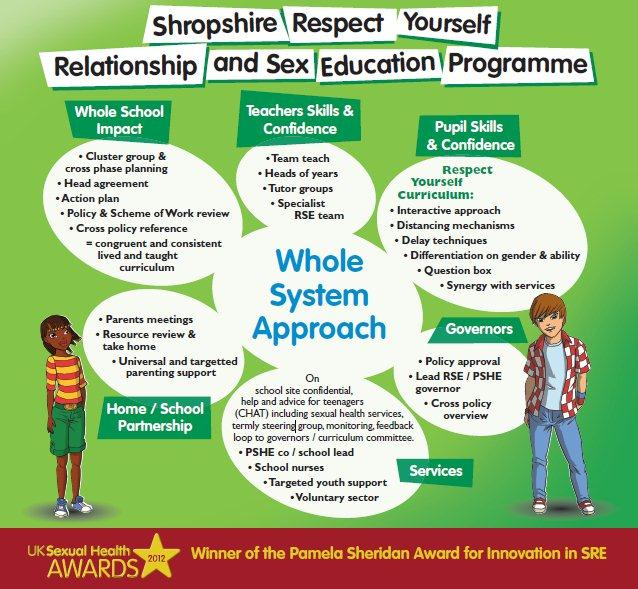 Shropshire Respect Yourself
Relationship and Sex Education Programme
Whole School
Impact
• Cluster group &
cross phase planning
• Head agreement
• Action plan
• Policy & Scheme of Work review
• Cross policy reference
= congruent and consistent
lived and taught
curriculum
Teachers Skills &
Confidence
• Team teach
• Heads of years
• Tutor groups
• Specialist
RSE team
Pupil Skills
& Confidence
Respect
Yourself
Curriculum:
• Interactive approach
• Distancing mechanisms
• Delay techniques
• Differentiation on gender & ability
• Question box
• Synergy with services
Whole
System
Approach
• Parents meetings
• Resource review &
take home
• Universal and targetted
parenting support
Home / School
Partnership
Governors
• Policy approval
• Lead RSE / PSHE
governor
• Cross policy
overview
On
school site confidential,
help and advice for teenagers
(CHAT) including sexual health services,
termly steering group, monitoring, feedback
loop to governors / curriculum committee.
• PSHE co / school lead
• School nurses
• Targeted youth support
• Voluntary sector
Services
UK Sexual Health
AWARDS 2012
Winner of the Pamela Sheridan Award for Innovation in SRE